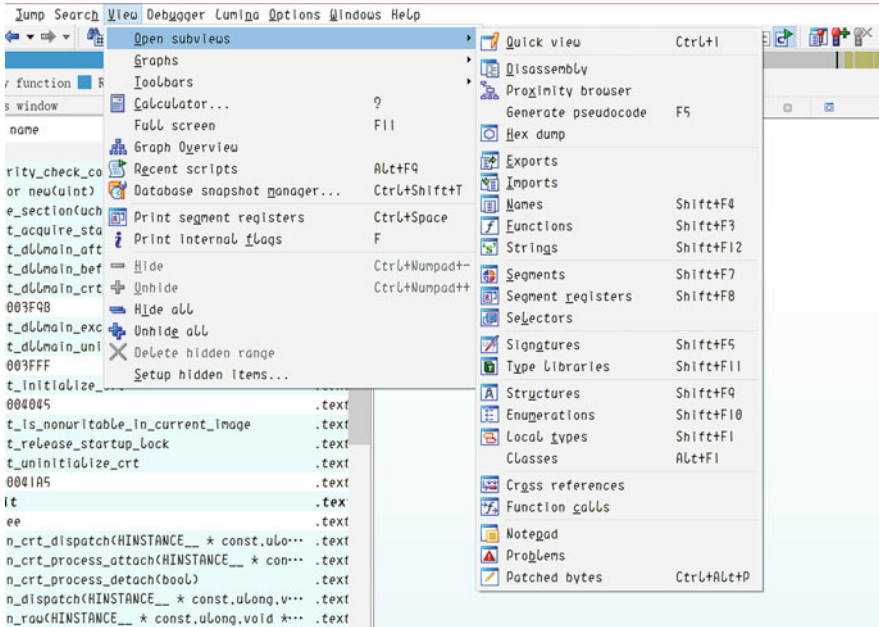 Jump Search View Debugger Lumina Options Windows Help
Open subviews
Graphs
Toolbars
Calculator... ?
Full screen F11
Graph Overview
Recent scripts Alt+F9
Database snapshot manager... Ctrl+Shift+T
Print segment registers Ctrl+Space
Print internal flags F
Hide Ctrl+Numpad+-
Unhide Ctrl+Numpad++
Hide all
Unhide all
Delete hidden range
Setup hidden items...
Quick view Ctrl+1
Disassembly
Proximity browser
Generate pseudocode F5
Hex dump
Exports
Imports
Names Shift+F4
Functions Shift+F3
Strings Shift+F12
Segments Shift+F7
Segment registers Shift+F8
Selectors
Signatures Shift+F5
Type libraries Shift+F11
Structures Shift+F9
Enumerations Shift+F10
Local types Shift+F1
Classes Alt+F1
Cross references
Function calls
Notepad
Problems
Patched bytes Ctrl+Alt+P
function
s window
name
rity_check_co
or new(uint)
e_section(uch
t_acquire_sta
t_dllmain_aft
t_dllmain_bef
t_dllmain_crt
003F9B
t_dllmain_exc
t_dllmain_uni
003FFF
t_initialize_
004045 .text
t_is_nonwritable_in_current_image .text
t_release_startup_lock .text
t_uninitialize_crt .text
0041A5 .text
it .tex
ee .text
n_crt_dispatch(HINSTANCE__ * const,ulo… .text
n_crt_process_attach(HINSTANCE__ * con… .text
n_crt_process_detach(bool) .text
n_dispatch(HINSTANCE__ * const,ulong,v… .text
n_raw(HINSTANCE__ * const,ulong,void *… .text